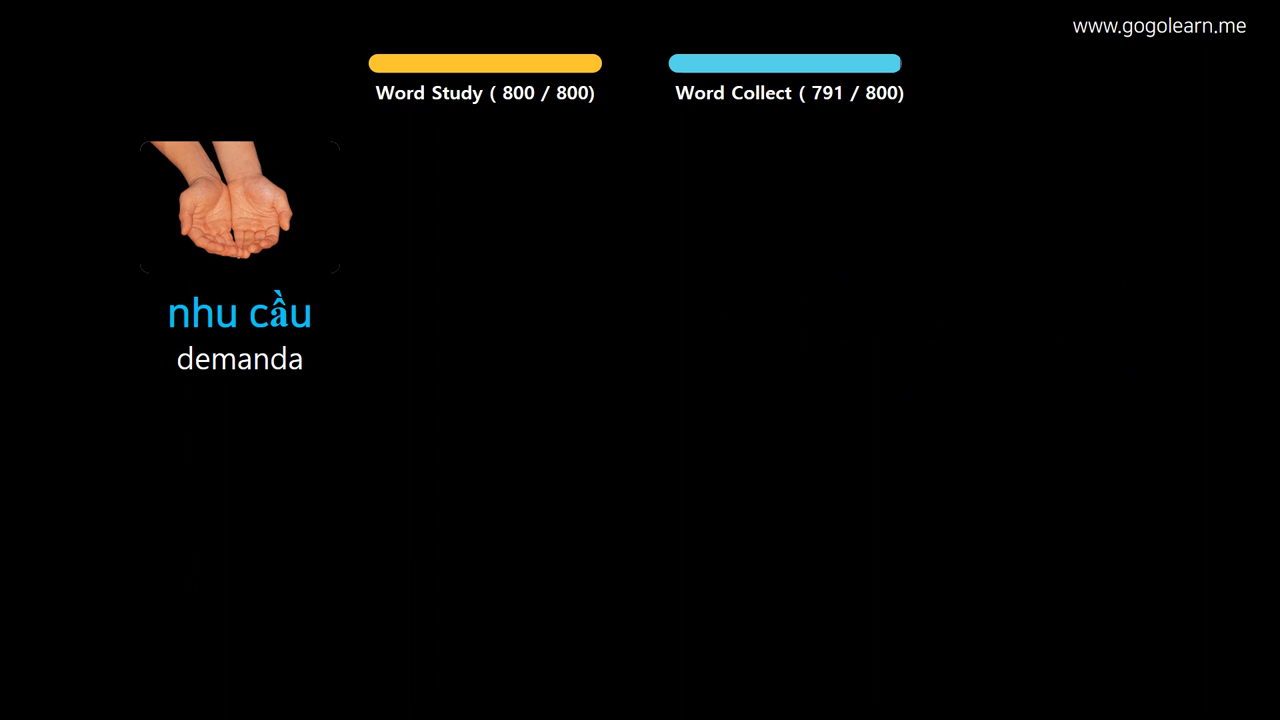 www.gogolearn.me
Word Study ( 800 / 800)
Word Collect ( 791 / 800)
nhu cầu
demanda